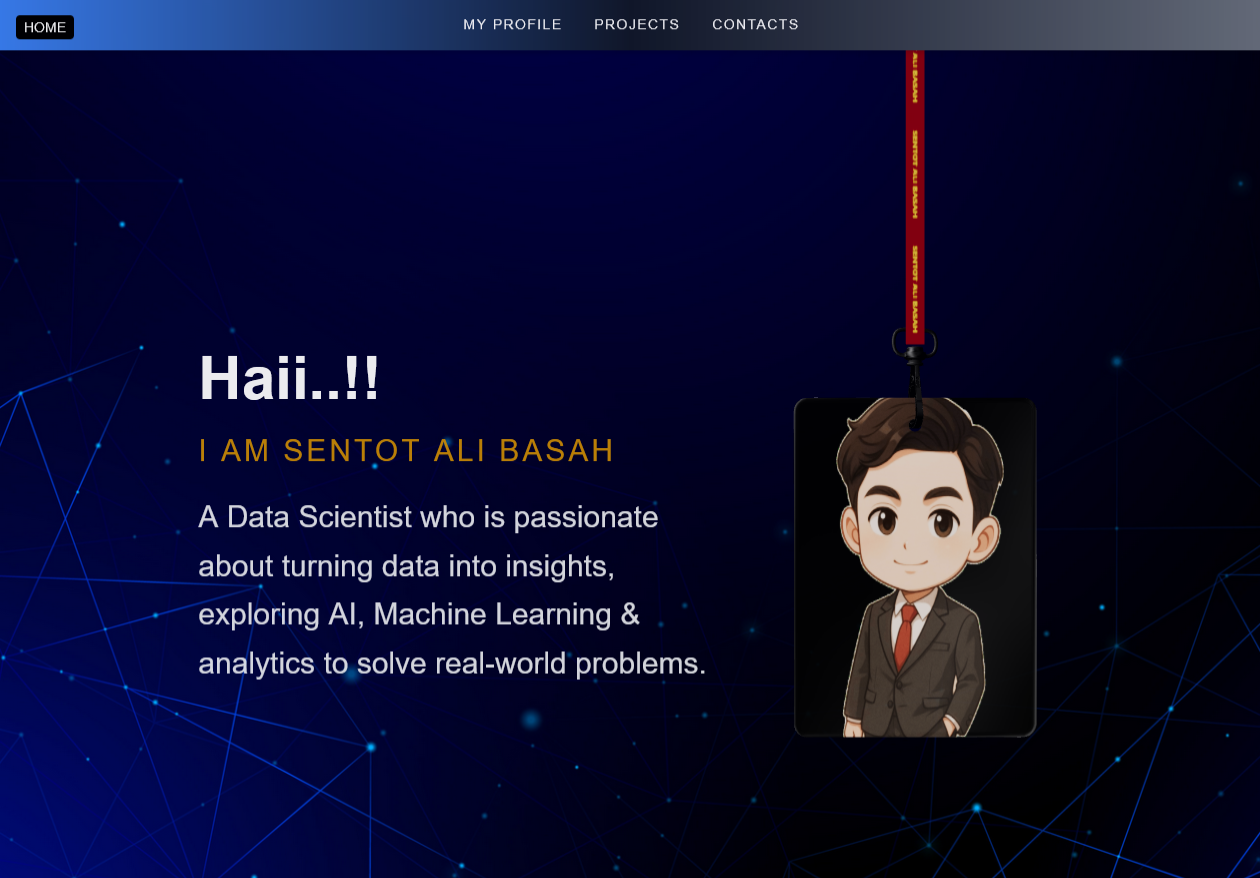 HOME
MY PROFILE
PROJECTS
CONTACTS
ALI BASAH
SENTOT ALI BASAH
SENTOT ALI BASAH
Haii..!!
I AM SENTOT ALI BASAH
A Data Scientist who is passionate
about turning data into insights,
exploring AI, Machine Learning &
analytics to solve real-world problems.